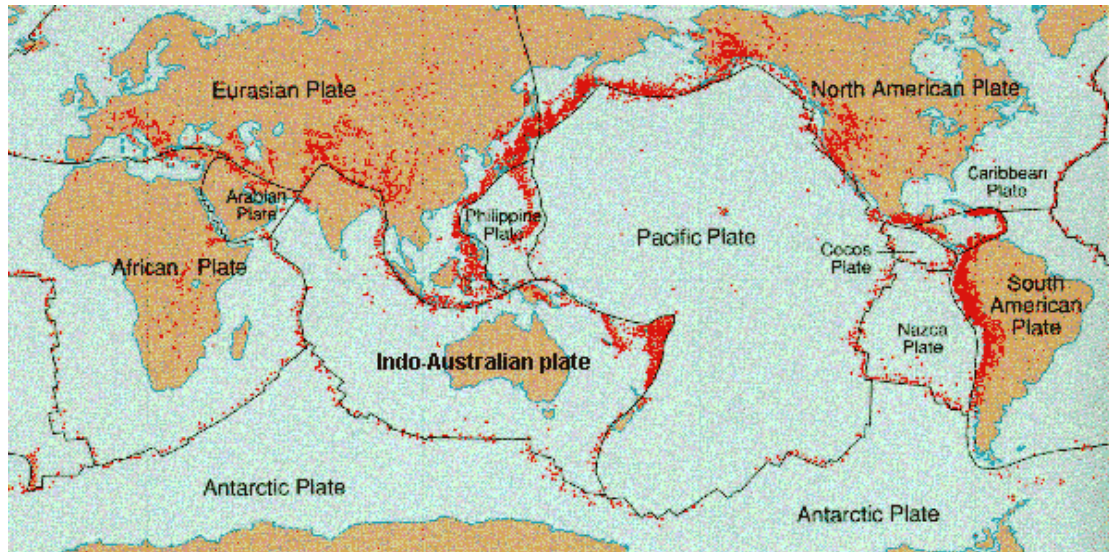 Eurasian Plate
North American Plate
Arabian
Plate
Philippine
Plate
Caribbean
Plate
African Plate
Pacific Plate
Cocos
Plate
South
American
Plate
Nazca
Plate
Indo-Australian plate
Antarctic Plate
Antarctic Plate